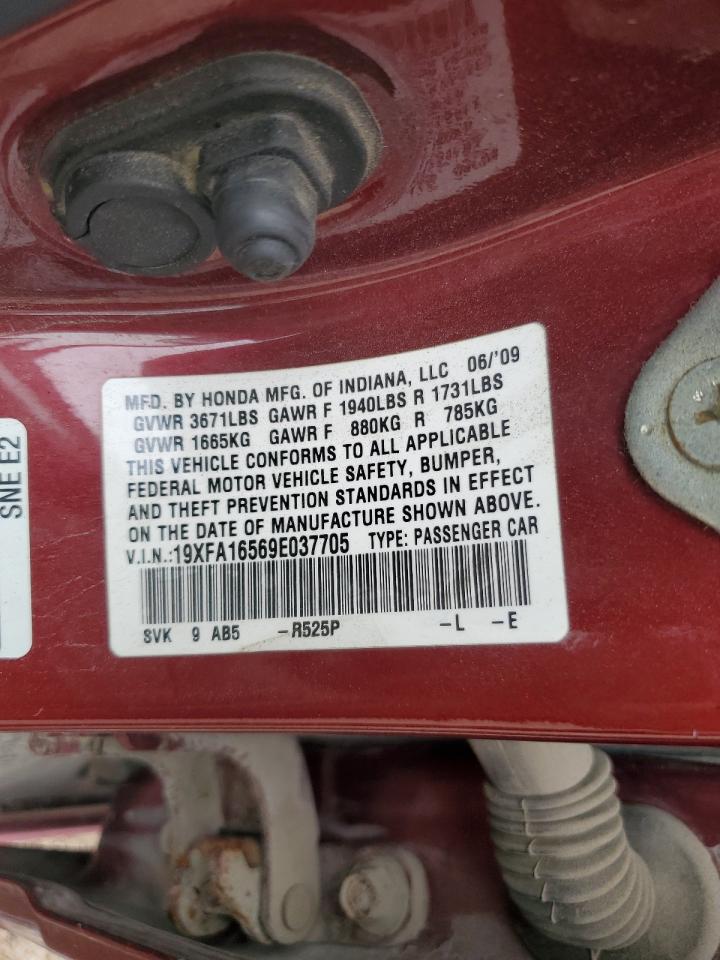 MFD. BY HONDA MFG. OF INDIANA, LLC 06/'09
GVWR 3671LBS GAWR F 1940LBS R 1731LBS
GVWR 1665KG GAWR F 880KG R 785KG
THIS VEHICLE CONFORMS TO ALL APPLICABLE
FEDERAL MOTOR VEHICLE SAFETY, BUMPER,
AND THEFT PREVENTION STANDARDS IN EFFECT
ON THE DATE OF MANUFACTURE SHOWN ABOVE.
V.I.N.:19XFA16569E037705 TYPE: PASSENGER CAR
SVK 9 AB5 -R525P -L -E
SNE E2